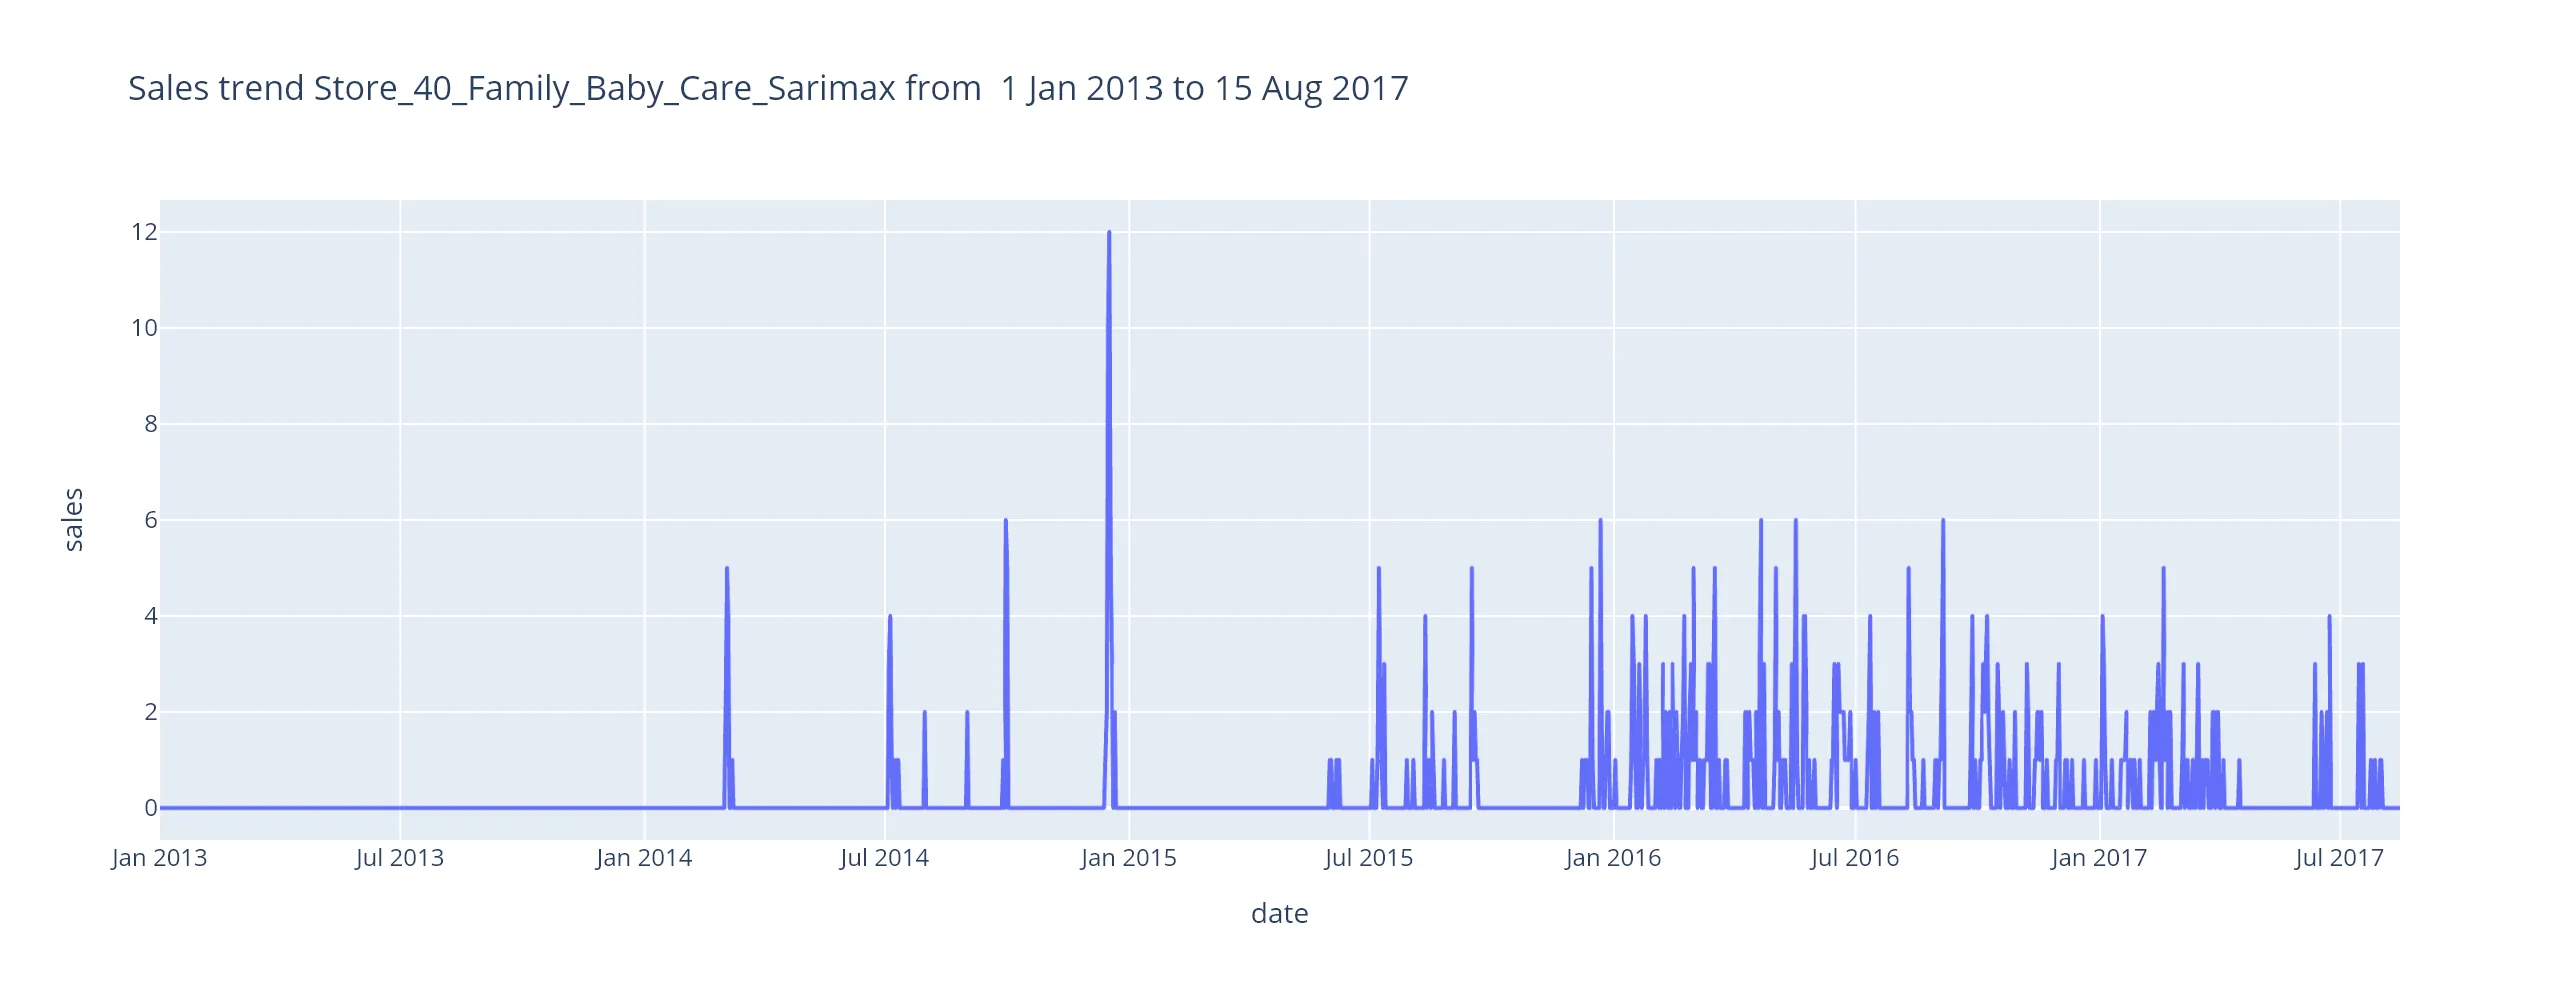 Sales trend Store_40_Family_Baby_Care_Sarimax from  1 Jan 2013 to 15 Aug 2017
12
10
8
6
4
2
0
sales
Jan 2013 Jul 2013 Jan 2014 Jul 2014 Jan 2015 Jul 2015 Jan 2016 Jul 2016 Jan 2017 Jul 2017
date